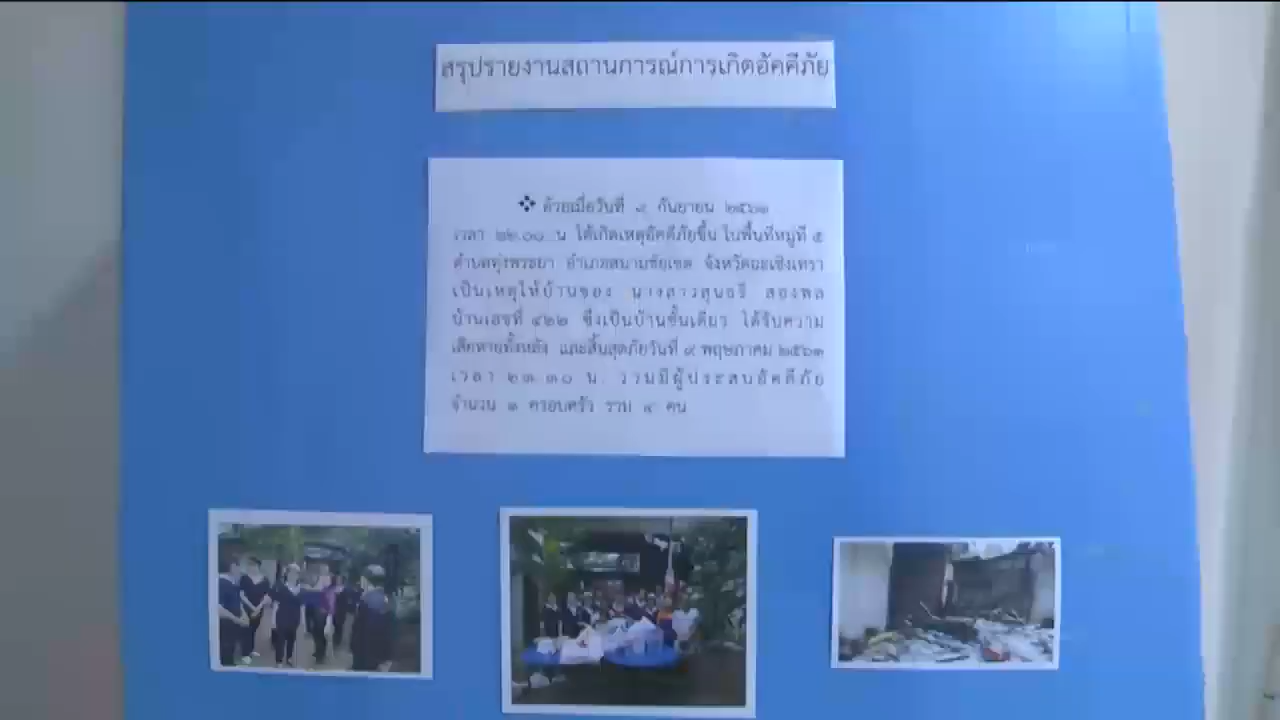 สรุปรายงานสถานการณ์การเกิดอัคคีภัย
❖ ด้วยเมื่อวันที่ ๙ กันยายน ๒๕๖๑
เวลา ๒๒.๐๐ น ได้เกิดเหตุอัคคีภัยขึ้น ในพื้นที่หมู่ที่ ๕
ตำบลทุ่งพระยา อำเภอสนามชัยเขต จังหวัดฉะเชิงเทรา
เป็นเหตุให้บ้านของ นางสาวสุนธรี สองพล
บ้านเลขที่ ๔๒๒ ซึ่งเป็นบ้านชั้นเดียว ได้รับความ
เสียหายทั้งหลัง และสิ้นสุดภัยวันที่ ๙ พฤษภาคม ๒๕๖๑
เวลา ๒๓.๓๐ น. รวมมีผู้ประสบอัคคีภัย
จำนวน ๑ ครอบครัว รวม ๔ คน